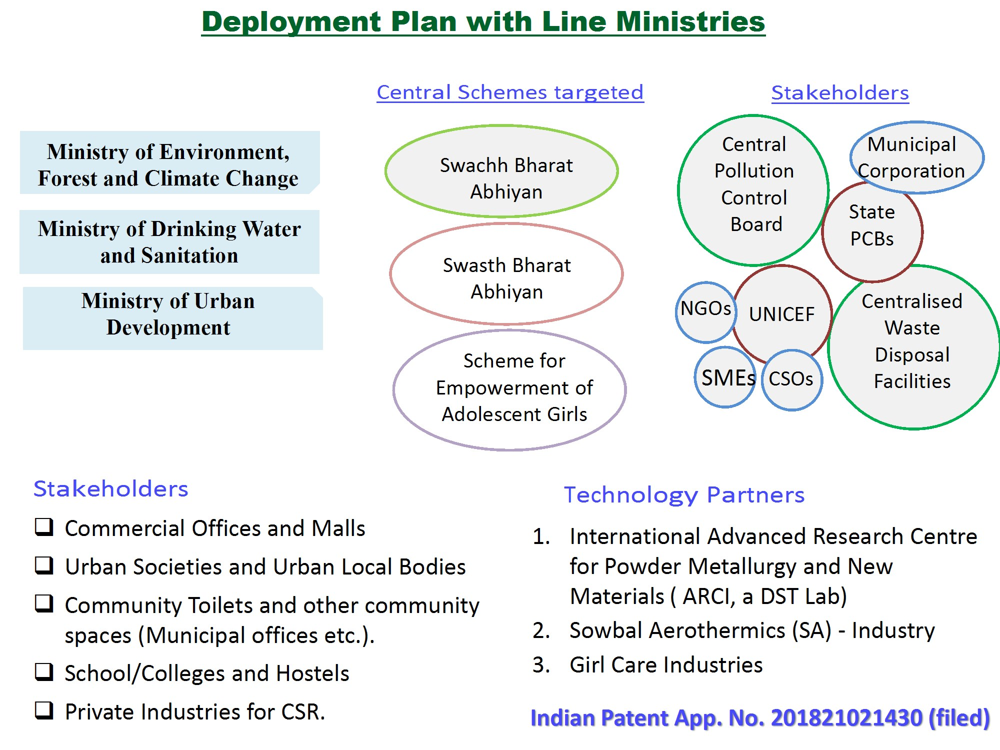 Deployment Plan with Line Ministries
Central Schemes targeted
Stakeholders
Ministry of Environment,
Forest and Climate Change
Ministry of Drinking Water
and Sanitation
Ministry of Urban
Development
Swachh Bharat
Abhiyan
Swasth Bharat
Abhiyan
Scheme for
Empowerment of
Adolescent Girls
Central
Pollution
Control
Board
Municipal
Corporation
State
PCBs
NGOs
UNICEF
SMEs
CSOs
Centralised
Waste
Disposal
Facilities
Stakeholders
❑ Commercial Offices and Malls
❑ Urban Societies and Urban Local Bodies
❑ Community Toilets and other community
spaces (Municipal offices etc.).
❑ School/Colleges and Hostels
❑ Private Industries for CSR.
Technology Partners
1. International Advanced Research Centre
for Powder Metallurgy and New
Materials ( ARCI, a DST Lab)
2. Sowbal Aerothermics (SA) - Industry
3. Girl Care Industries
Indian Patent App. No. 201821021430 (filed)